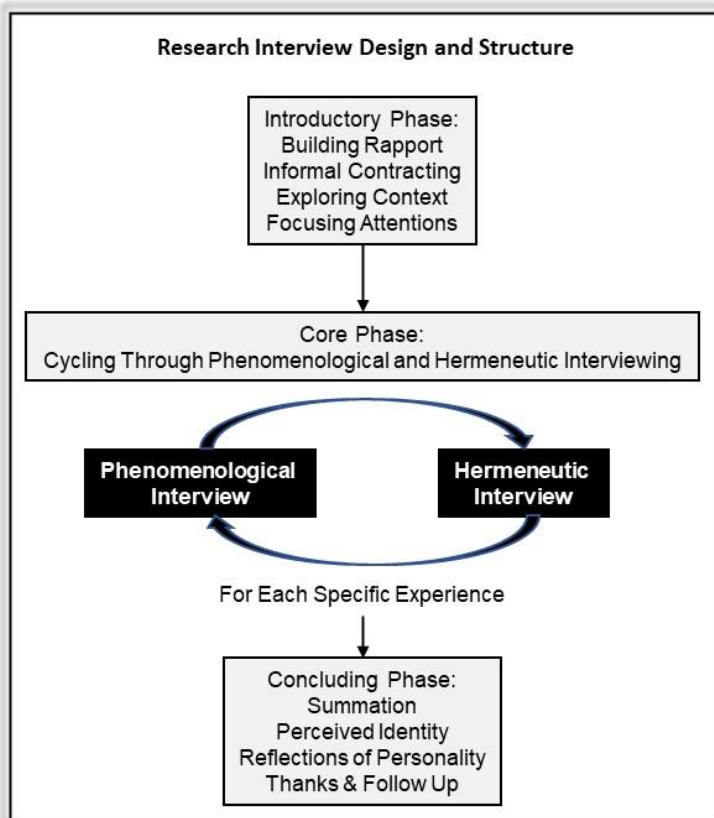 Research Interview Design and Structure
Introductory Phase:
Building Rapport
Informal Contracting
Exploring Context
Focusing Attentions
Core Phase:
Cycling Through Phenomenological and Hermeneutic Interviewing
Phenomenological
Interview
Hermeneutic
Interview
For Each Specific Experience
Concluding Phase:
Summation
Perceived Identity
Reflections of Personality
Thanks & Follow Up